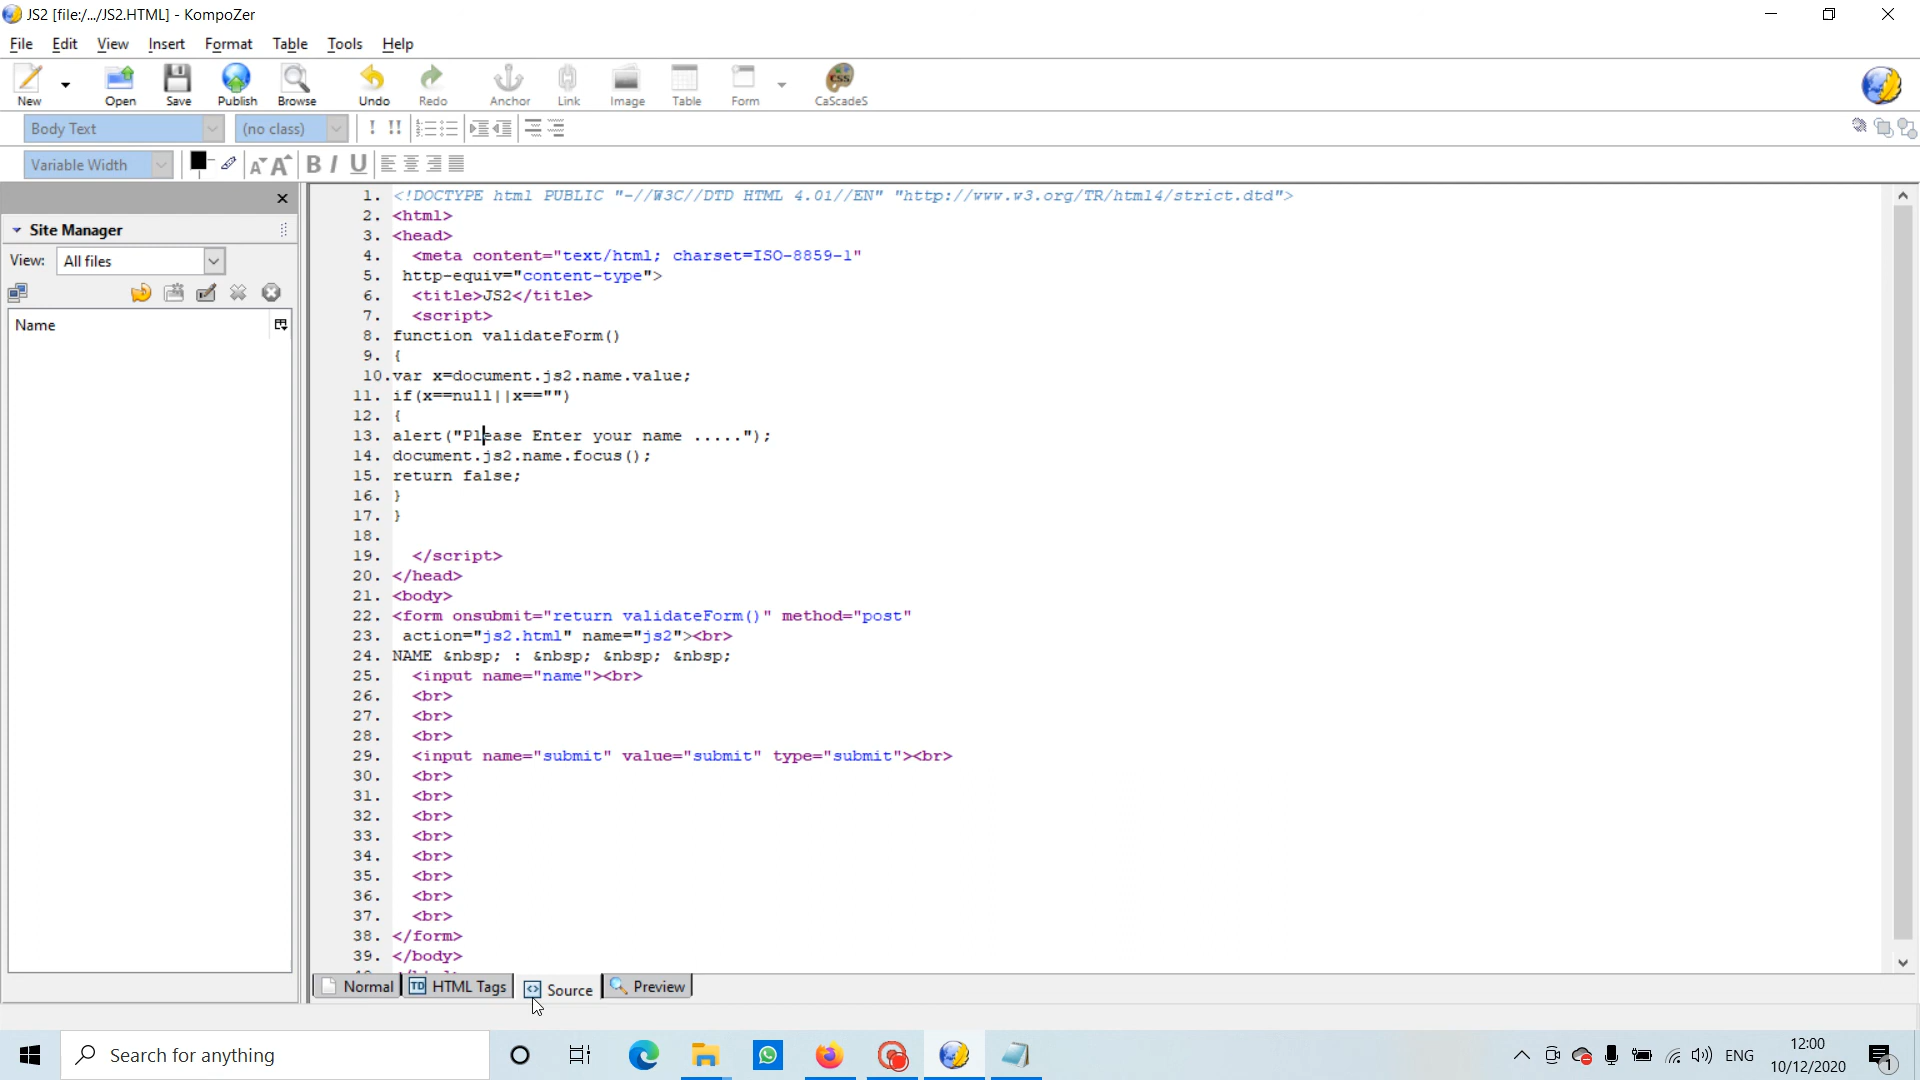 JS2 [file:/.../JS2.HTML] - KompoZer
File Edit View Insert Format Table Tools Help
New Open Save Publish Browse Undo Redo Anchor Link Image Table Form CaScadeS
Body Text (no class) ! !!
Variable Width A A B I U
Site Manager
View: All files
Name
1. <!DOCTYPE html PUBLIC "-//W3C//DTD HTML 4.01//EN" "http://www.w3.org/TR/html4/strict.dtd">
2. <html>
3. <head>
4. <meta content="text/html; charset=ISO-8859-1"
5. http-equiv="content-type">
6. <title>JS2</title>
7. <script>
8. function validateForm()
9. {
10. var x=document.js2.name.value;
11. if(x==null||x=="")
12. {
13. alert("Please Enter your name .....");
14. document.js2.name.focus();
15. return false;
16. }
17. }
18.
19. </script>
20. </head>
21. <body>
22. <form onsubmit="return validateForm()" method="post"
23. action="js2.html" name="js2"><br>
24. NAME &nbsp; : &nbsp; &nbsp; &nbsp;
25. <input name="name"><br>
26. <br>
27. <br>
28. <br>
29. <input name="submit" value="submit" type="submit"><br>
30. <br>
31. <br>
32. <br>
33. <br>
34. <br>
35. <br>
36. <br>
37. <br>
38. </form>
39. </body>
Normal TD HTML Tags Source Preview
Search for anything
ENG
12:00
10/12/2020
1